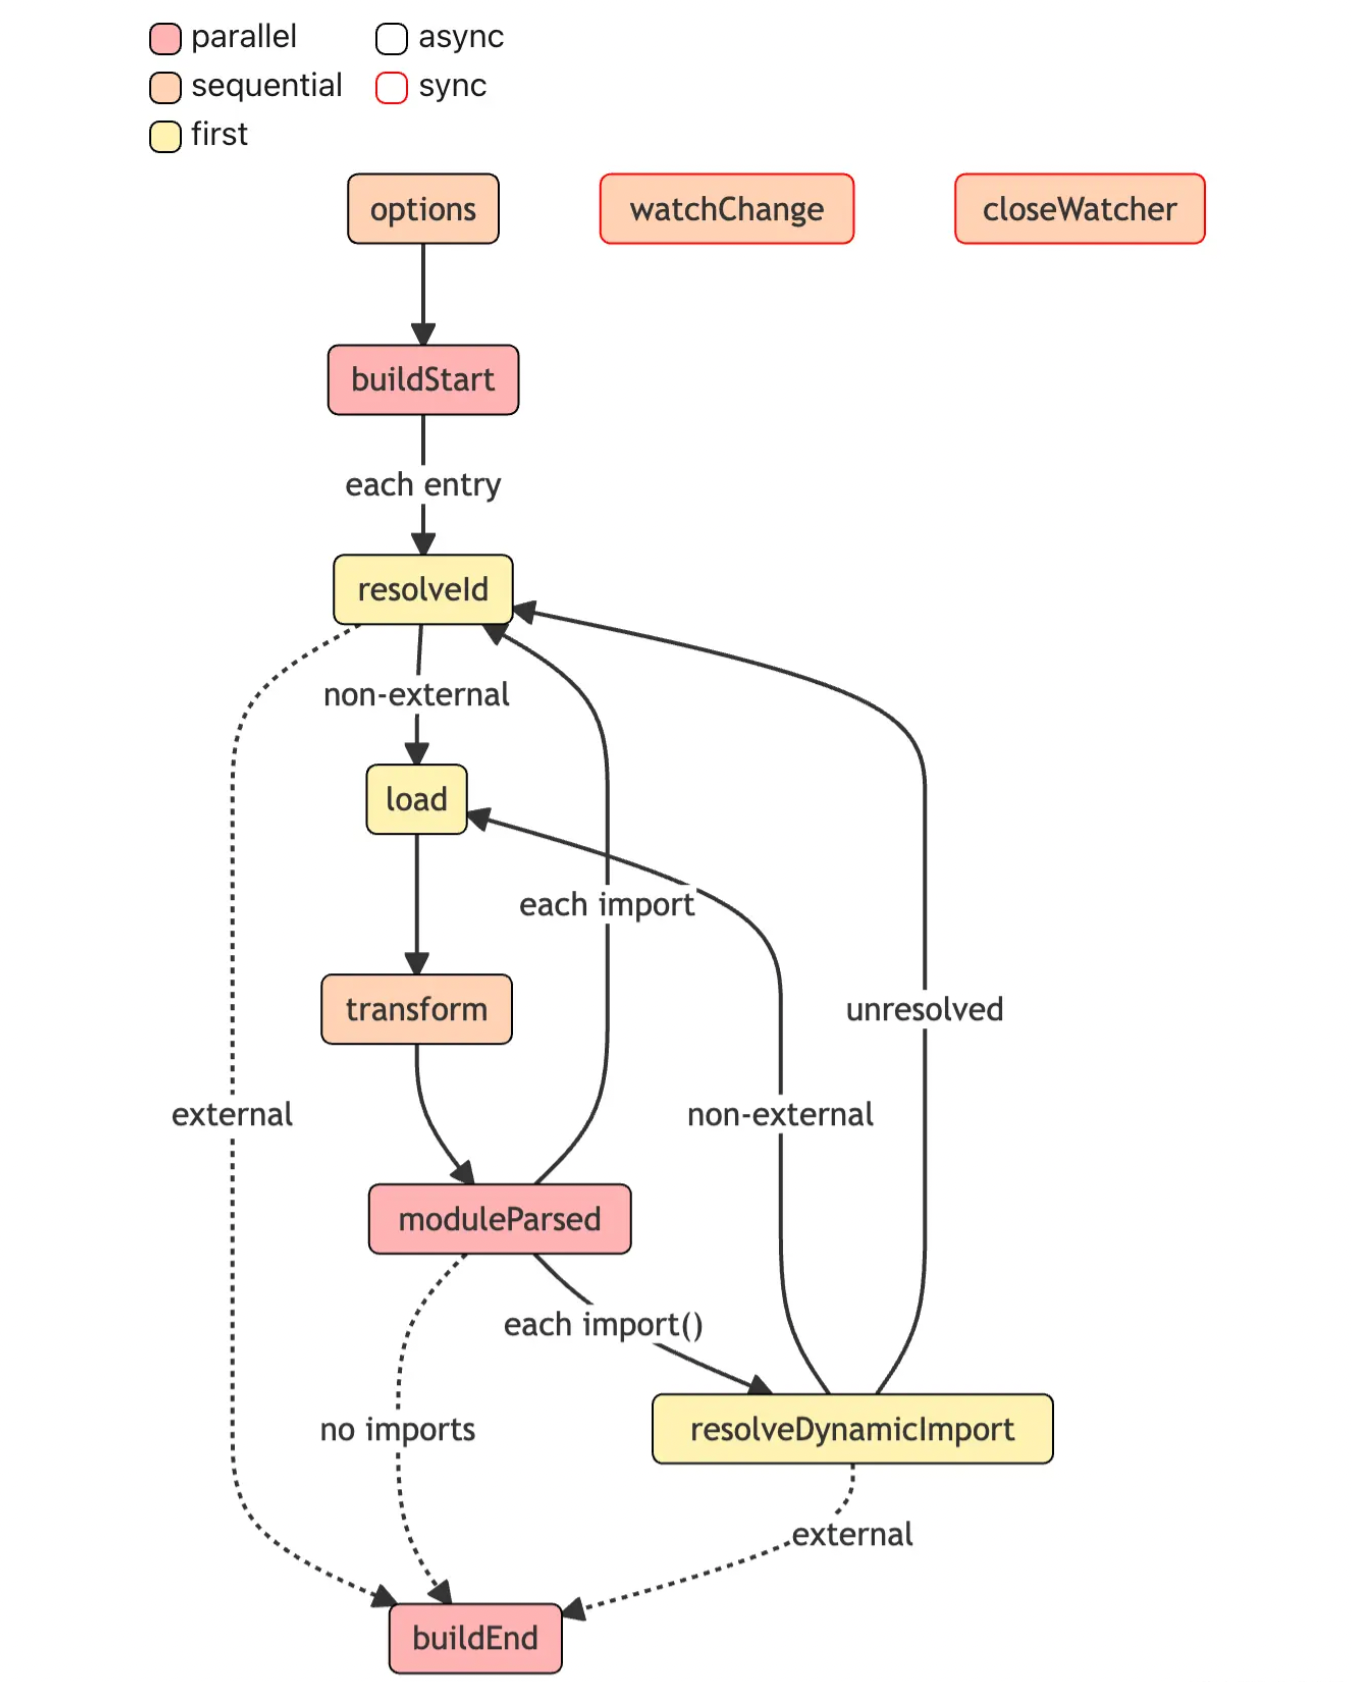 parallel
async
sequential
sync
first
options
watchChange
closeWatcher
buildStart
each entry
resolveId
non-external
load
each import
transform
unresolved
external
non-external
moduleParsed
each import()
no imports
resolveDynamicImport
external
buildEnd